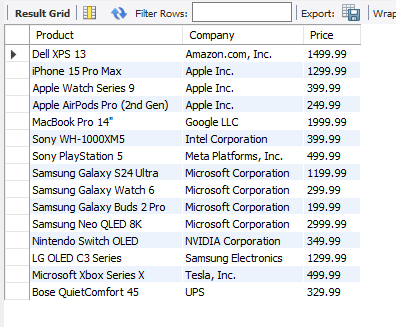 Result Grid Filter Rows: Export: Wrap
Product Company Price
Dell XPS 13 Amazon.com, Inc. 1499.99
iPhone 15 Pro Max Apple Inc. 1299.99
Apple Watch Series 9 Apple Inc. 399.99
Apple AirPods Pro (2nd Gen) Apple Inc. 249.99
MacBook Pro 14" Google LLC 1999.99
Sony WH-1000XM5 Intel Corporation 399.99
Sony PlayStation 5 Meta Platforms, Inc. 499.99
Samsung Galaxy S24 Ultra Microsoft Corporation 1199.99
Samsung Galaxy Watch 6 Microsoft Corporation 299.99
Samsung Galaxy Buds 2 Pro Microsoft Corporation 199.99
Samsung Neo QLED 8K Microsoft Corporation 2999.99
Nintendo Switch OLED NVIDIA Corporation 349.99
LG OLED C3 Series Samsung Electronics 1299.99
Microsoft Xbox Series X Tesla, Inc. 499.99
Bose QuietComfort 45 UPS 329.99